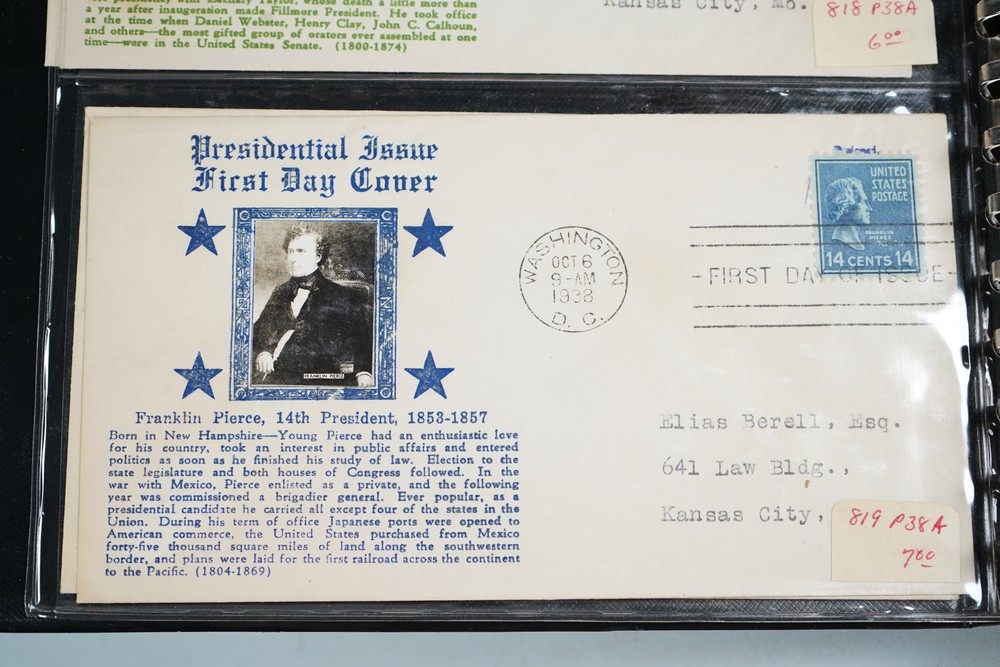 a year after inauguration made Fillmore President. He took office
at the time when Daniel Webster, Henry Clay, John C. Calhoun,
and others—the most gifted group of orators ever assembled at one
time—were in the United States Senate. (1800-1874)
Kansas City, Mo.
818 P38A
6 00
Presidential Issue
First Day Cover
FRANKLIN PIERCE
Franklin Pierce, 14th President, 1853-1857
Born in New Hampshire—Young Pierce had an enthusiastic love
for his country, took an interest in public affairs and entered
politics as soon as he finished his study of law. Election to the
state legislature and both houses of Congress followed. In the
war with Mexico, Pierce enlisted as a private, and the following
year was commissioned a brigadier general. Ever popular, as a
presidential candidate he carried all except four of the states in the
Union. During his term of office Japanese ports were opened to
American commerce, the United States purchased from Mexico
forty-five thousand square miles of land along the southwestern
border, and plans were laid for the first railroad across the continent
to the Pacific. (1804-1869)
WASHINGTON
OCT 6
9-AM
1938
D. C.
UNITED
STATES
POSTAGE
FRANKLIN
PIERCE
14 CENTS 14
FIRST DAY OF ISSUE
Elias Berell, Esq.
641 Law Bldg.,
Kansas City,
819 P38A
7 00